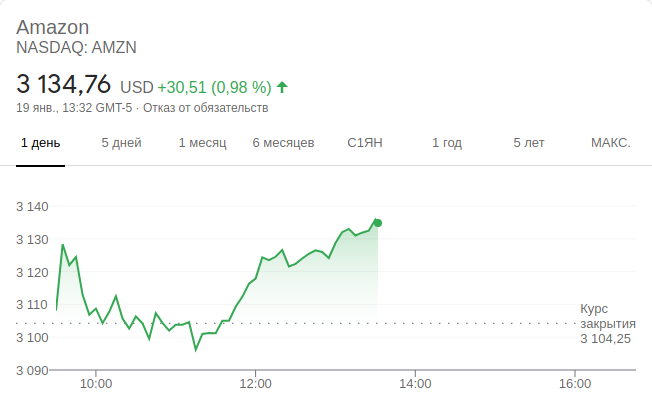 Amazon
NASDAQ: AMZN
3 134,76 USD +30,51 (0,98 %)
19 янв., 13:32 GMT-5 · Отказ от обязательств
1 день 5 дней 1 месяц 6 месяцев С1ЯН 1 год 5 лет МАКС.
3 140
3 130
3 120
3 110
3 100
3 090
Курс
закрытия
3 104,25
10:00 12:00 14:00 16:00